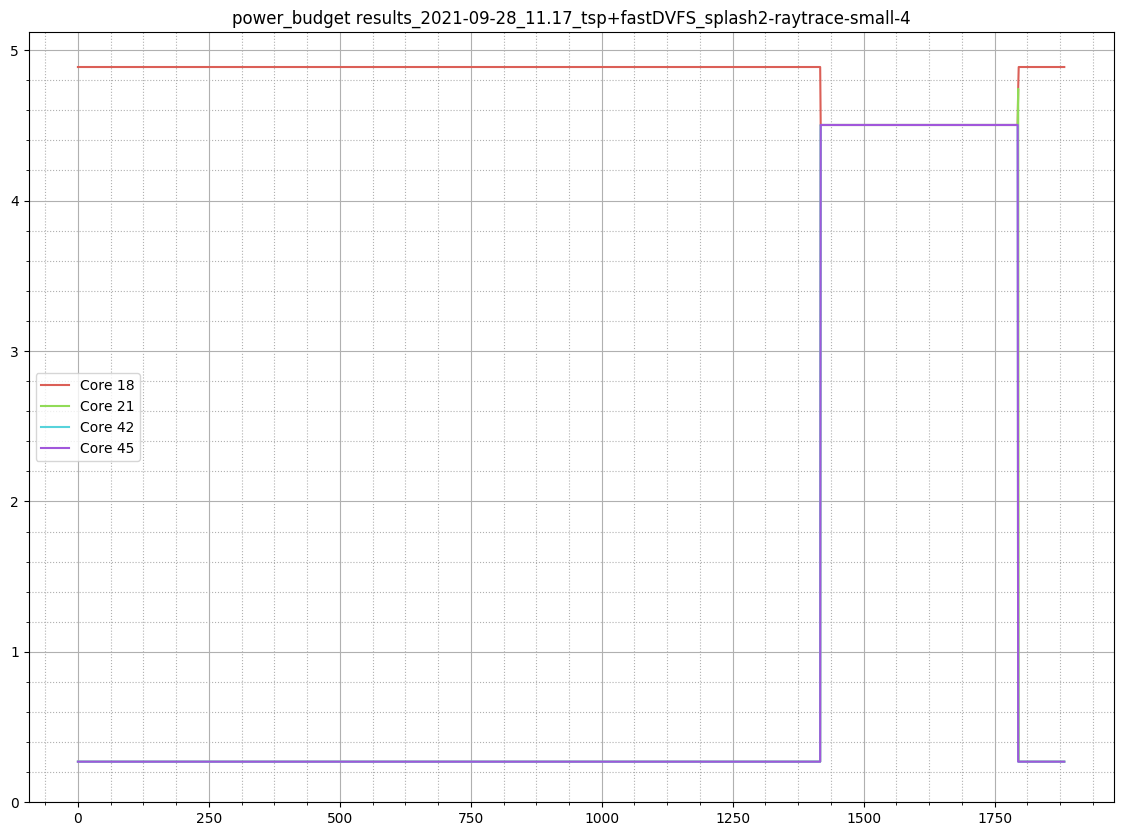 power_budget results_2021-09-28_11.17_tsp+fastDVFS_splash2-raytrace-small-4
5
4
3
2
1
0
Core 18
Core 21
Core 42
Core 45
0 250 500 750 1000 1250 1500 1750